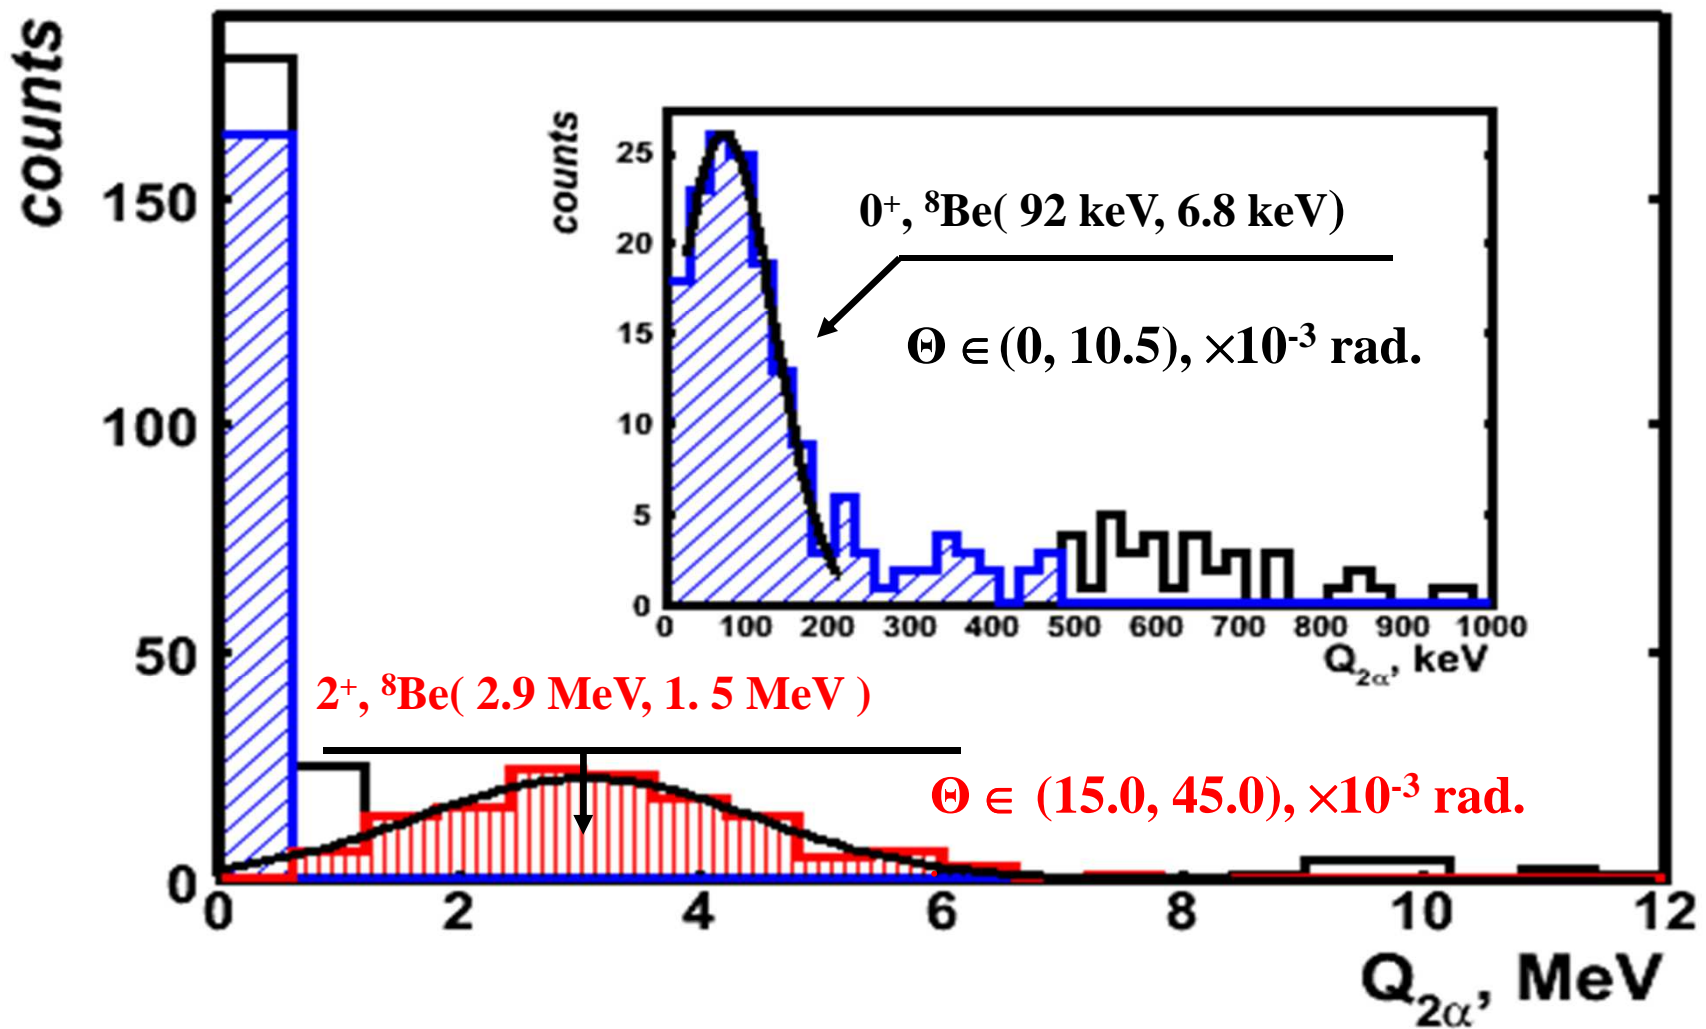 counts
150
100
50
0
0 2 4 6 8 10 12
Q2α, MeV
counts
25
20
15
10
5
0
0 100 200 300 400 500 600 700 800 900 1000
Q2α, keV
0⁺, ⁸Be( 92 keV, 6.8 keV)
Θ ∈ (0, 10.5), ×10⁻³ rad.
2⁺, ⁸Be( 2.9 MeV, 1. 5 MeV )
Θ ∈ (15.0, 45.0), ×10⁻³ rad.